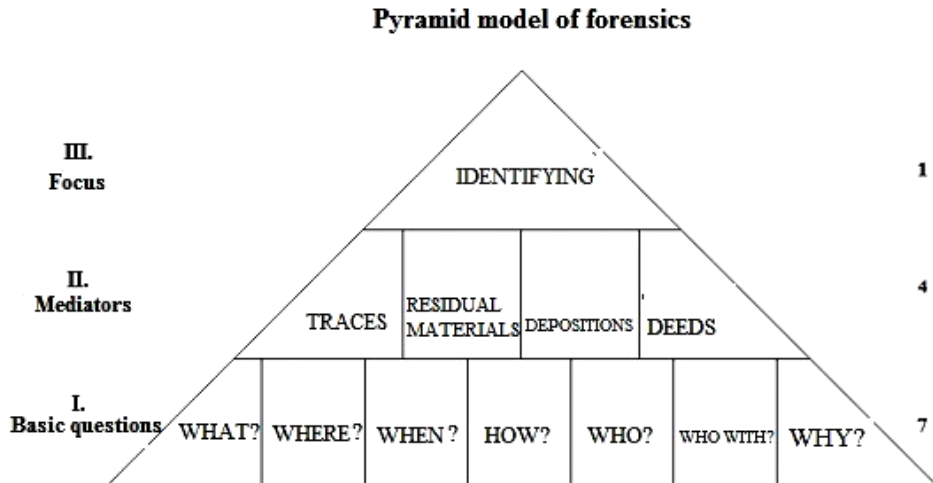 Pyramid model of forensics
III.
Focus
IDENTIFYING
1
II.
Mediators
TRACES
RESIDUAL
MATERIALS
DEPOSITIONS
DEEDS
4
I.
Basic questions
WHAT?
WHERE?
WHEN ?
HOW?
WHO?
WHO WITH?
WHY?
7